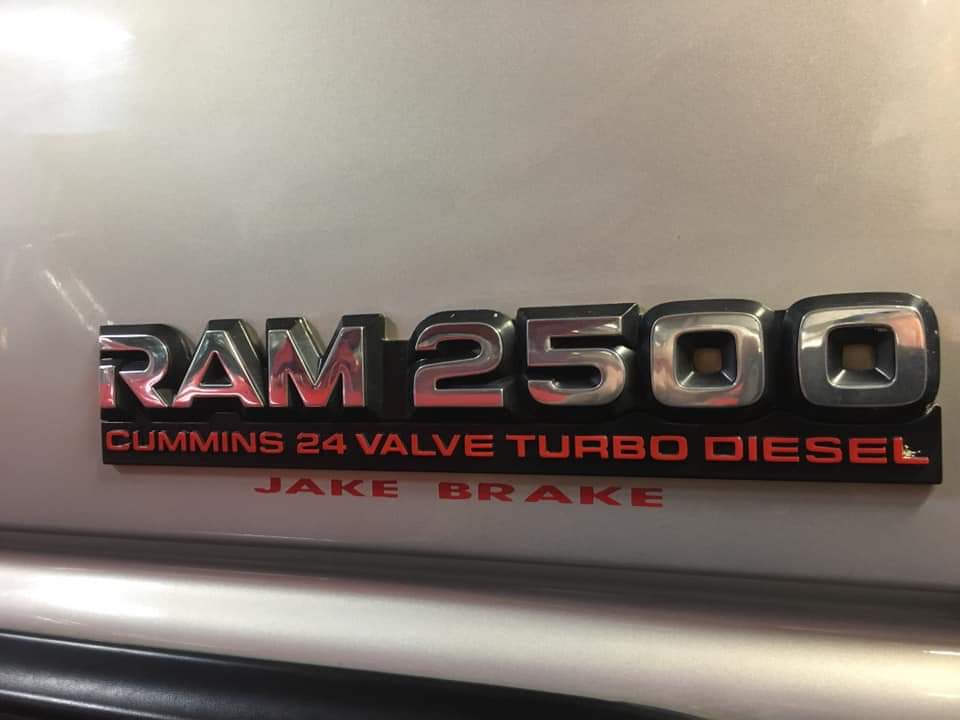 RAM 2500
CUMMINS 24 VALVE TURBO DIESEL
JAKE BRAKE